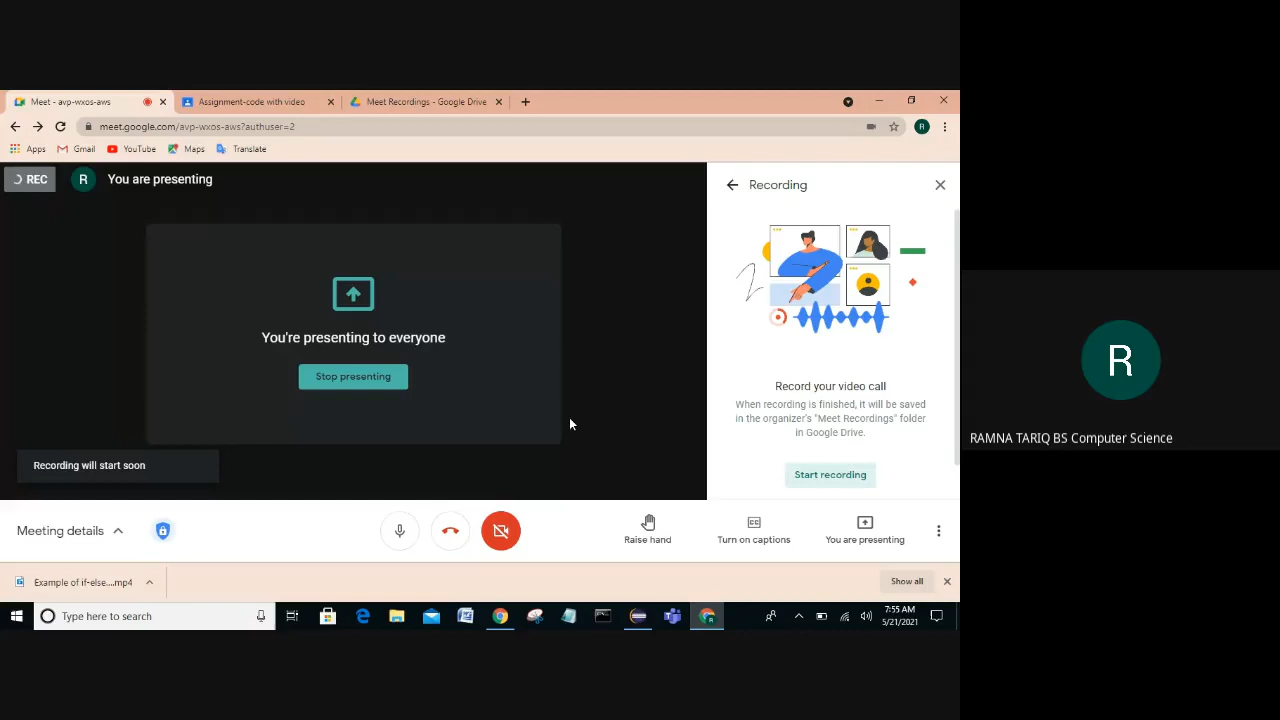 Meet - avp-wxos-aws
Assignment-code with video
Meet Recordings - Google Drive
meet.google.com/avp-wxos-aws?authuser=2
R
Apps
Gmail
YouTube
Maps
Translate
REC
R
You are presenting
Recording
You're presenting to everyone
Stop presenting
Record your video call
When recording is finished, it will be saved
in the organizer's "Meet Recordings" folder
in Google Drive.
Start recording
Recording will start soon
R
RAMNA TARIQ BS Computer Science
Meeting details
Raise hand
Turn on captions
You are presenting
Example of if-else....mp4
Show all
Type here to search
7:55 AM
5/21/2021